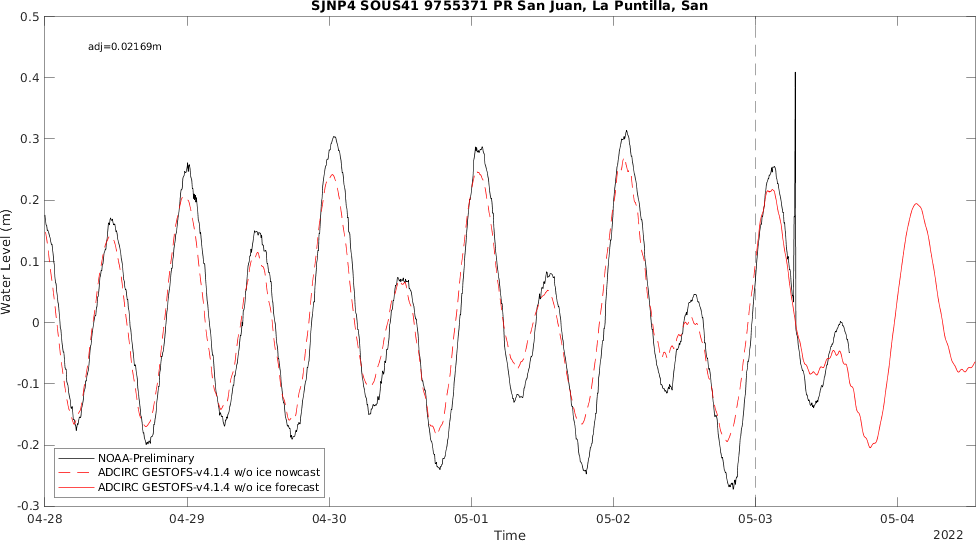 SJNP4 SOUS41 9755371 PR San Juan, La Puntilla, San
0.5
adj=0.02169m
0.4
0.3
0.2
0.1
0
-0.1
-0.2
-0.3
Water Level (m)
NOAA-Preliminary
ADCIRC GESTOFS-v4.1.4 w/o ice nowcast
ADCIRC GESTOFS-v4.1.4 w/o ice forecast
04-28 04-29 04-30 05-01 05-02 05-03 05-04
Time
2022